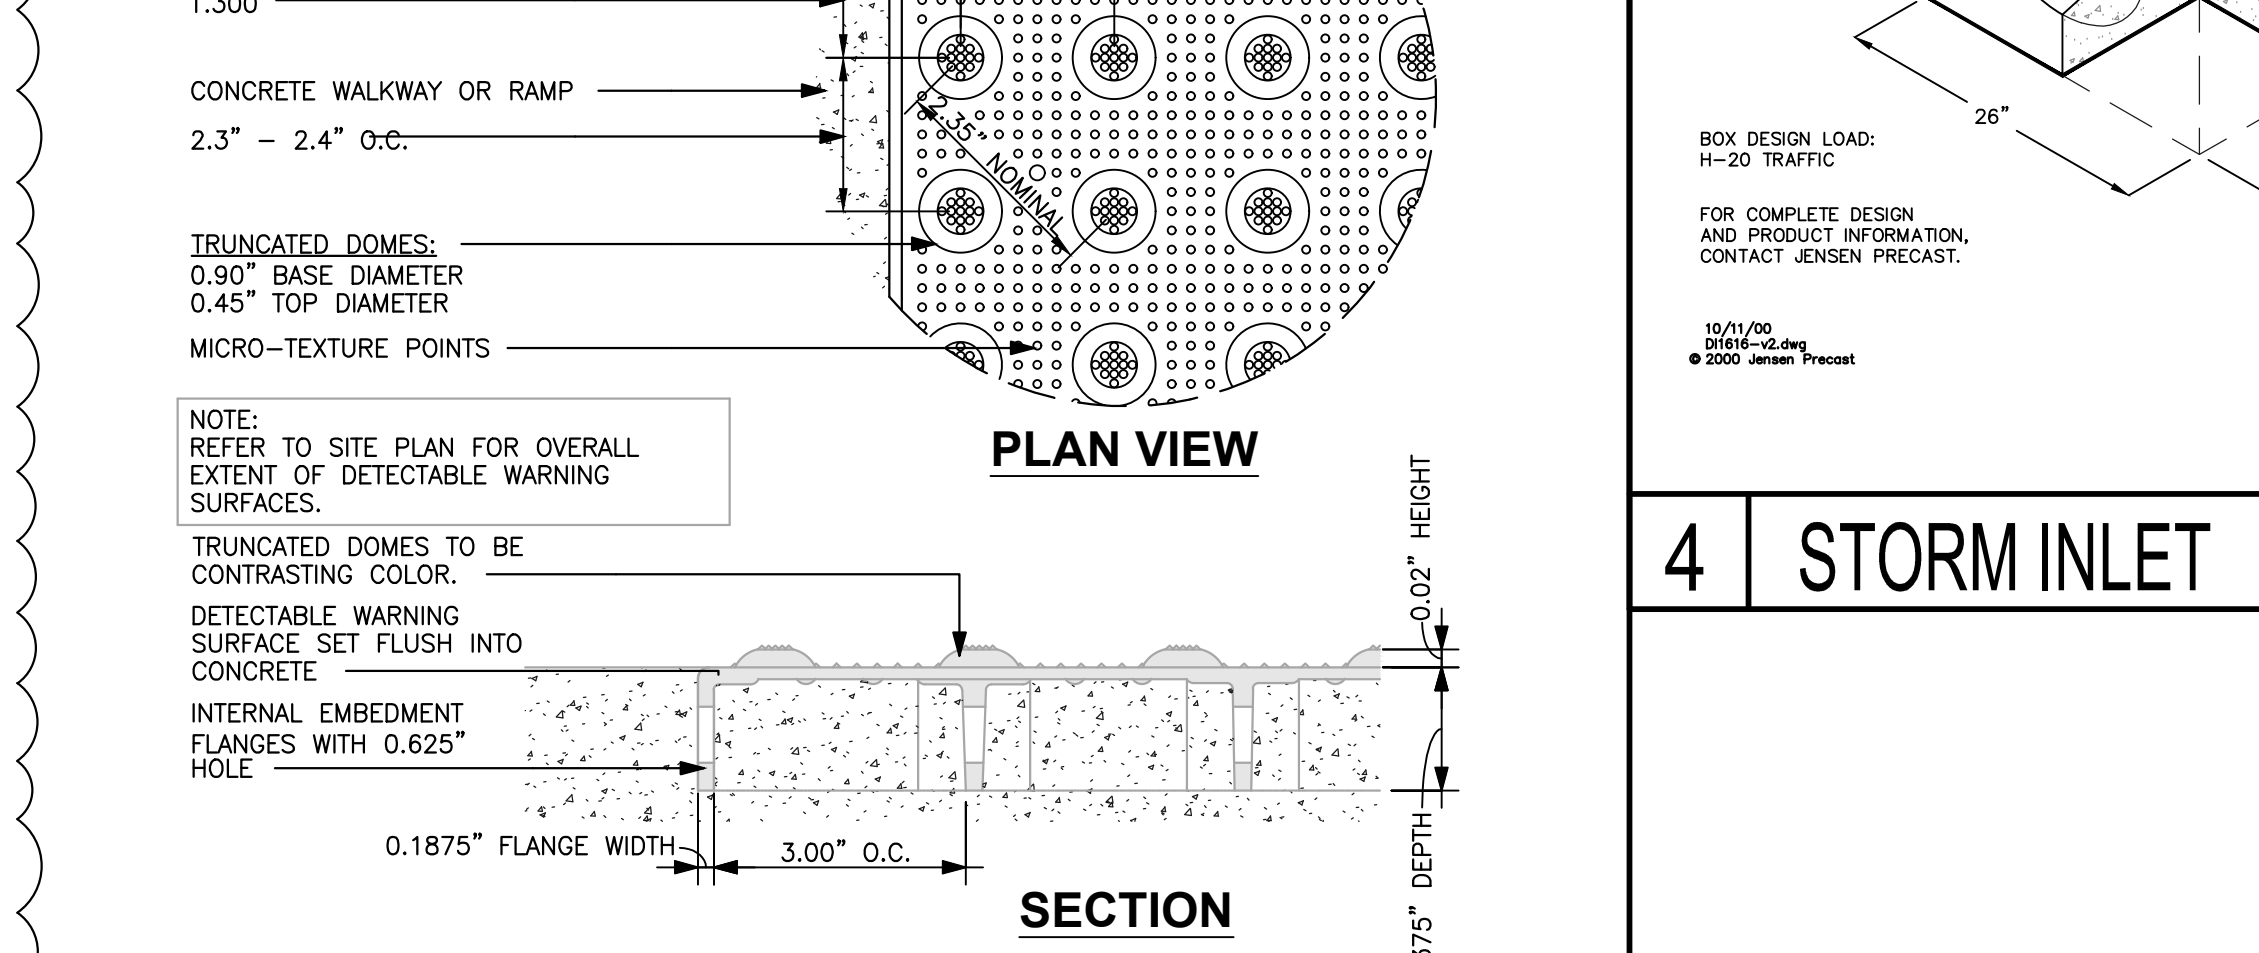 CONCRETE WALKWAY OR RAMP
2.3" – 2.4" O.C.
TRUNCATED DOMES:
0.90" BASE DIAMETER
0.45" TOP DIAMETER
MICRO–TEXTURE POINTS
2.35" NOMINAL
PLAN VIEW
NOTE:
REFER TO SITE PLAN FOR OVERALL
EXTENT OF DETECTABLE WARNING
SURFACES.
TRUNCATED DOMES TO BE
CONTRASTING COLOR.
DETECTABLE WARNING
SURFACE SET FLUSH INTO
CONCRETE
INTERNAL EMBEDMENT
FLANGES WITH 0.625"
HOLE
0.1875" FLANGE WIDTH
3.00" O.C.
0.02" HEIGHT
DEPTH
SECTION
26"
BOX DESIGN LOAD:
H–20 TRAFFIC
FOR COMPLETE DESIGN
AND PRODUCT INFORMATION,
CONTACT JENSEN PRECAST.
10/11/00
DI1616–v2.dwg
© 2000 Jensen Precast
4 STORM INLET